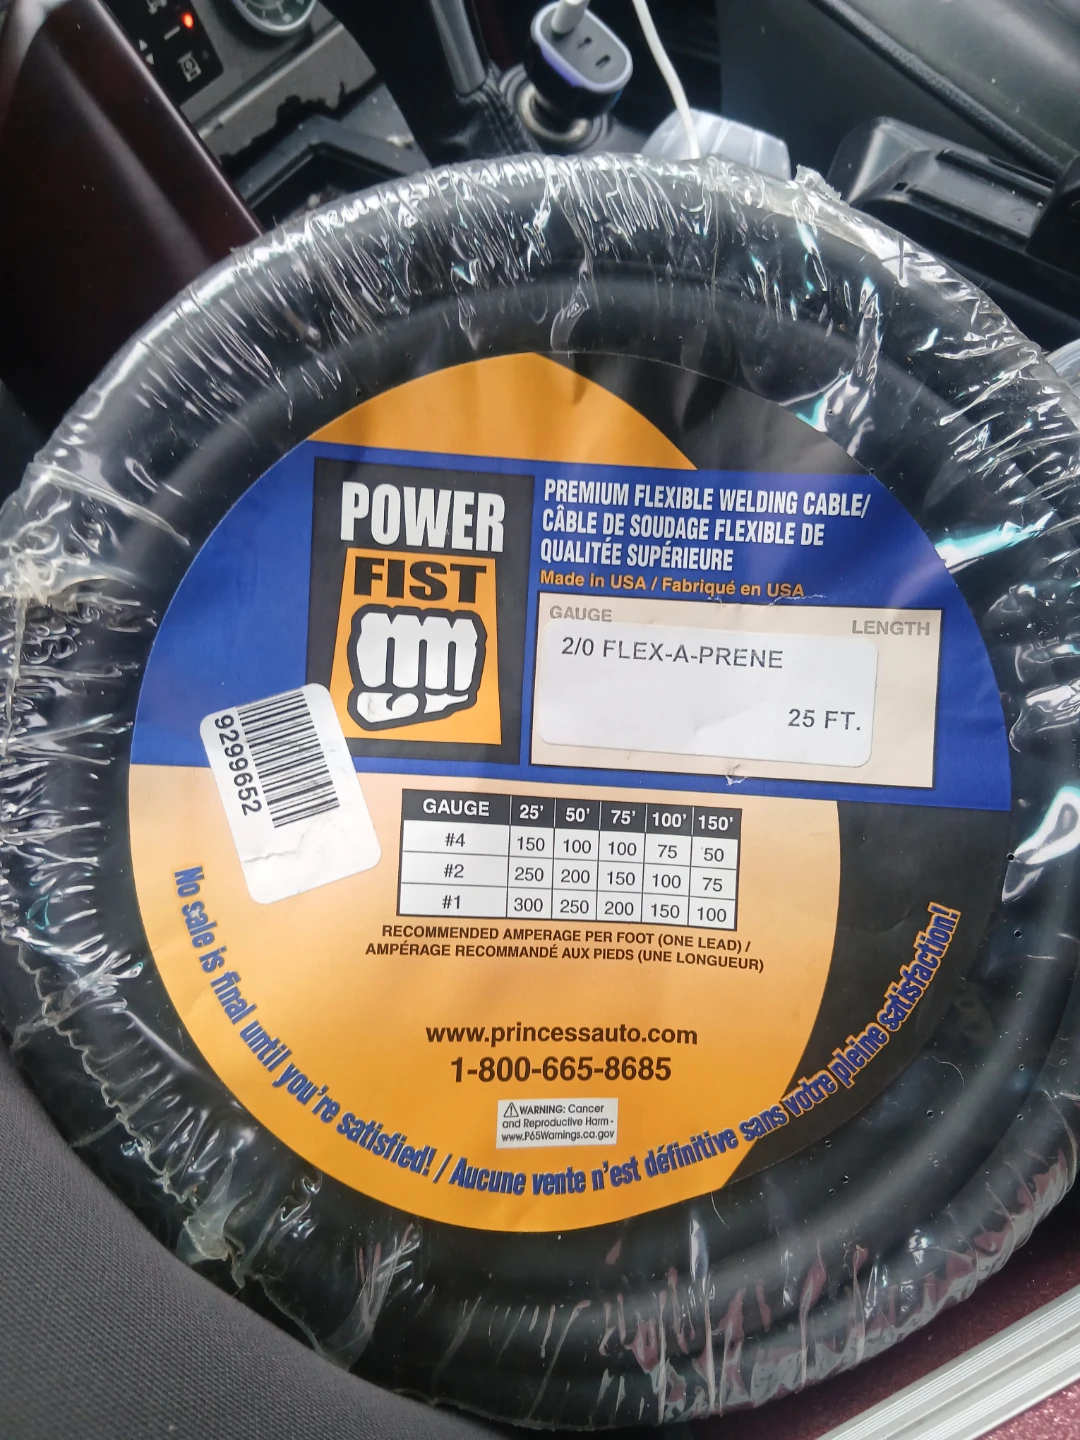 POWER
FIST
PREMIUM FLEXIBLE WELDING CABLE/
CÂBLE DE SOUDAGE FLEXIBLE DE
QUALITÉE SUPÉRIEURE
Made in USA / Fabriqué en USA
GAUGE LENGTH
2/0 FLEX-A-PRENE
25 FT.
9299652
GAUGE 25' 50' 75' 100' 150'
#4 150 100 100 75 50
#2 250 200 150 100 75
#1 300 250 200 150 100
RECOMMENDED AMPERAGE PER FOOT (ONE LEAD) /
AMPÉRAGE RECOMMANDÉ AUX PIEDS (UNE LONGUEUR)
www.princessauto.com
1-800-665-8685
WARNING: Cancer
and Reproductive Harm -
www.P65Warnings.ca.gov
No sale is final until you're satisfied! / Aucune vente n'est définitive sans votre pleine satisfaction!